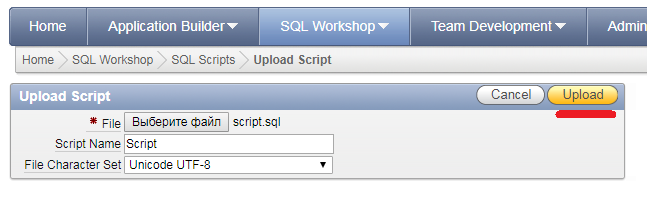 Home Application Builder SQL Workshop Team Development Admin
Home SQL Workshop SQL Scripts Upload Script
Upload Script Cancel Upload
* File Выберите файл script.sql
Script Name Script
File Character Set Unicode UTF-8